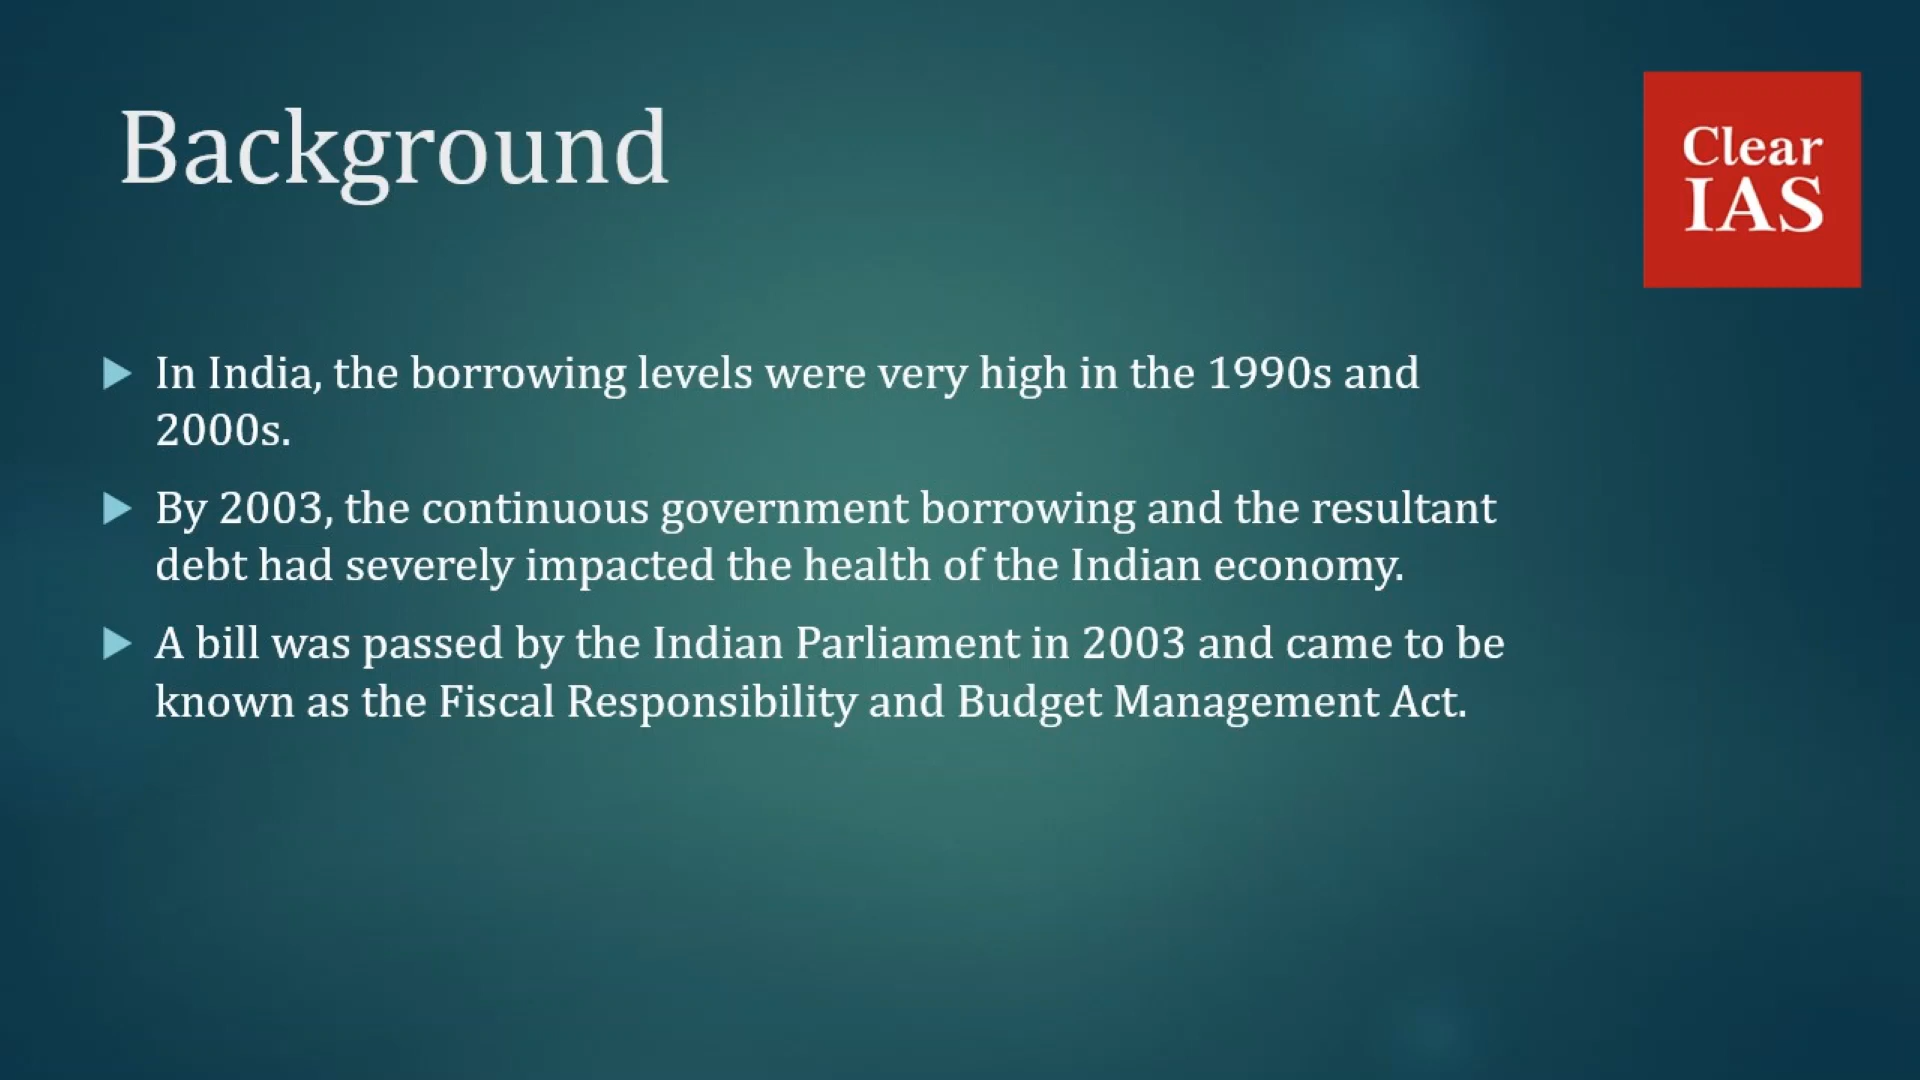 Background
Clear
IAS
In India, the borrowing levels were very high in the 1990s and
2000s.
By 2003, the continuous government borrowing and the resultant
debt had severely impacted the health of the Indian economy.
A bill was passed by the Indian Parliament in 2003 and came to be
known as the Fiscal Responsibility and Budget Management Act.